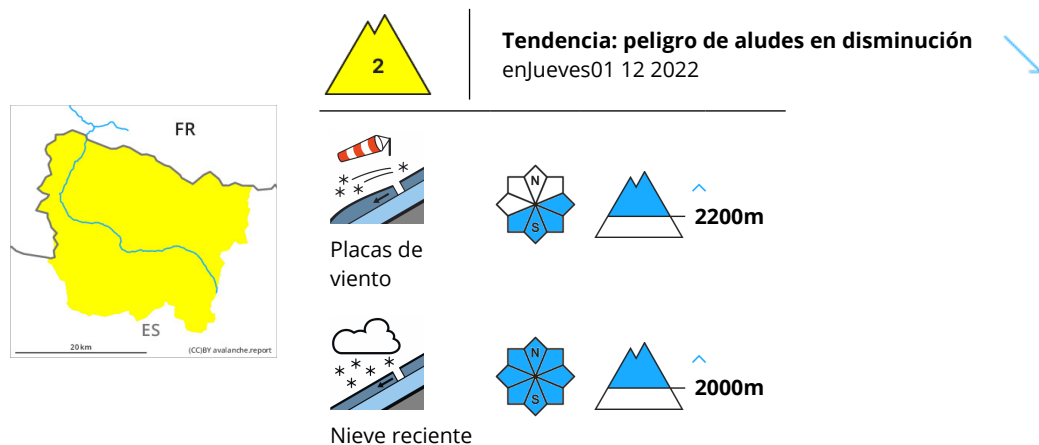 2
Tendencia: peligro de aludes en disminución
enJueves01 12 2022
FR
ES
20 km
(CC)BY avalanche.report
N
S
2200m
Placas de
viento
N
S
2000m
Nieve reciente